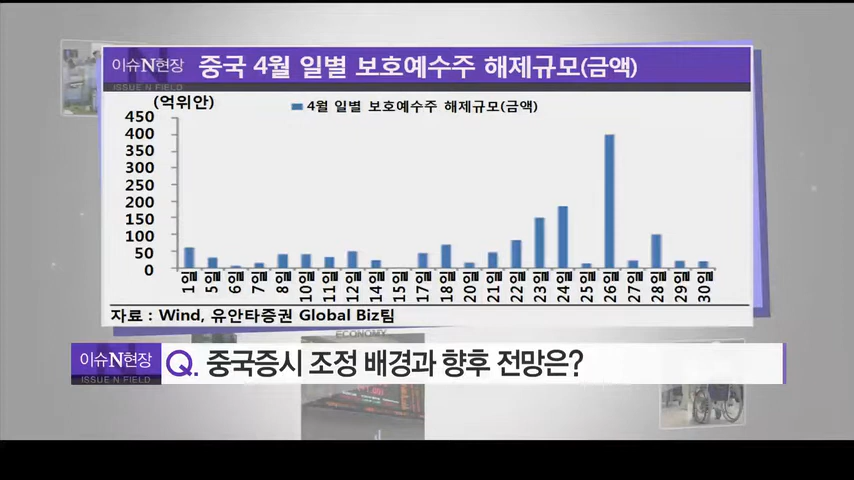 이슈N현장
ISSUE N FIELD
중국 4월 일별 보호예수주 해제규모(금액)
(억위안)
4월 일별 보호예수주 해제규모(금액)
450
400
350
300
250
200
150
100
50
0
1일 5일 6일 7일 8일 10일 11일 12일 14일 15일 17일 18일 20일 21일 22일 23일 24일 25일 26일 27일 28일 29일 30일
자료 : Wind, 유안타증권 Global Biz팀
ECONOMY
이슈N현장
ISSUE N FIELD
Q. 중국증시 조정 배경과 향후 전망은?